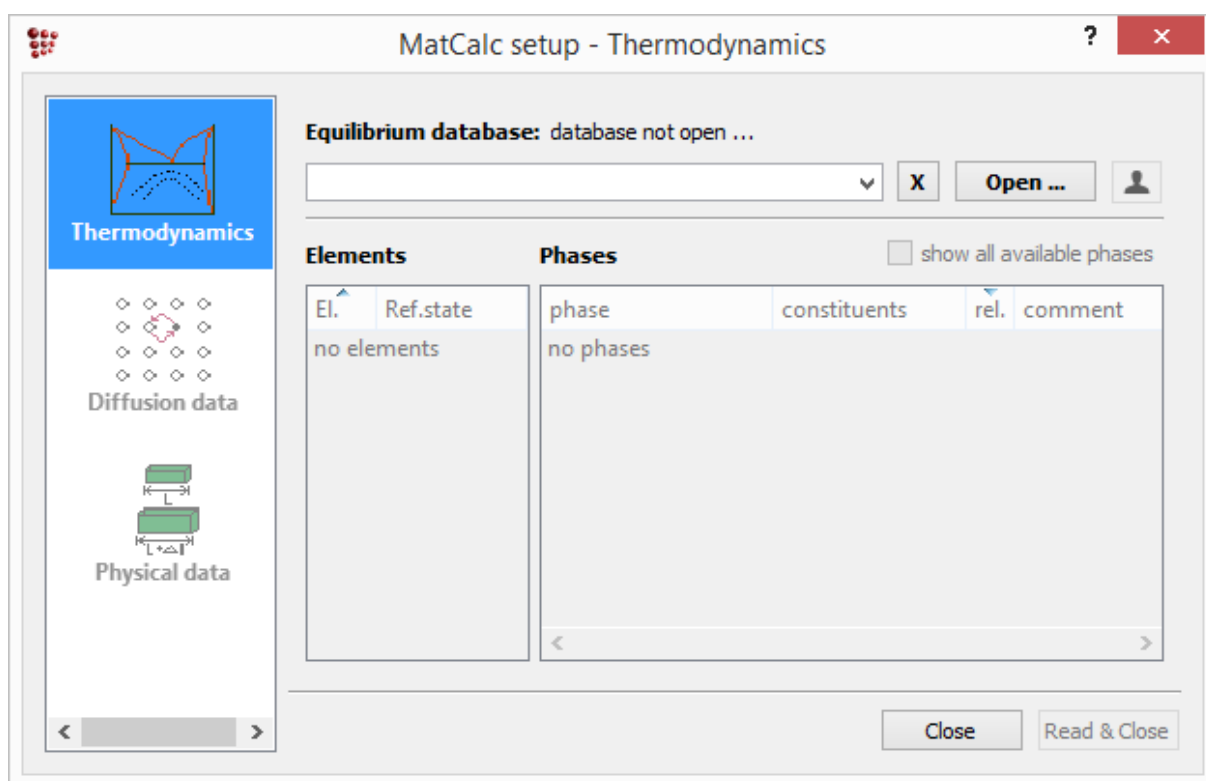 MatCalc setup - Thermodynamics
?
Thermodynamics
Diffusion data
L
L+△l
Physical data
Equilibrium database: database not open ...
X
Open ...
Elements
Phases
show all available phases
El. Ref.state
no elements
phase constituents rel. comment
no phases
Close
Read & Close